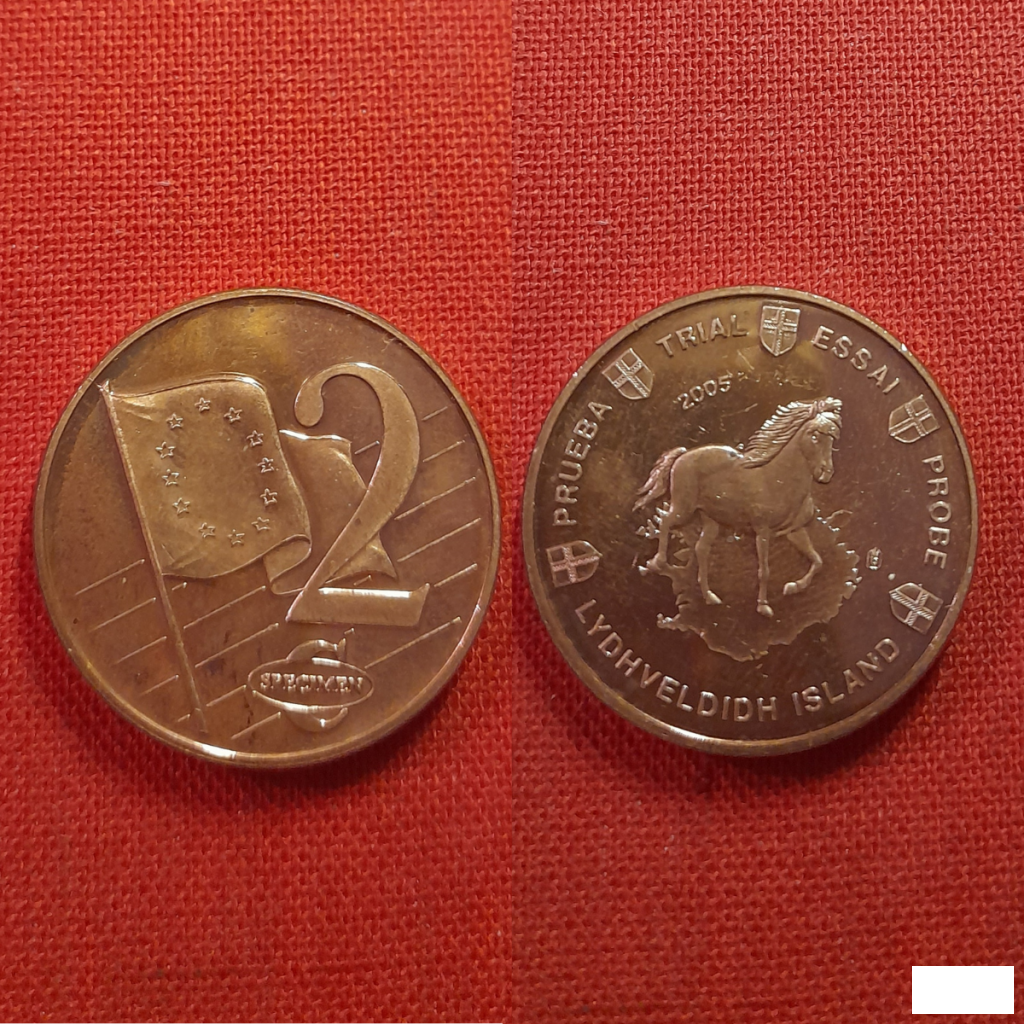 2
SPECIMEN
PRUEBA TRIAL ESSAI PROBE
2005
LYDHVELDIDH ISLAND